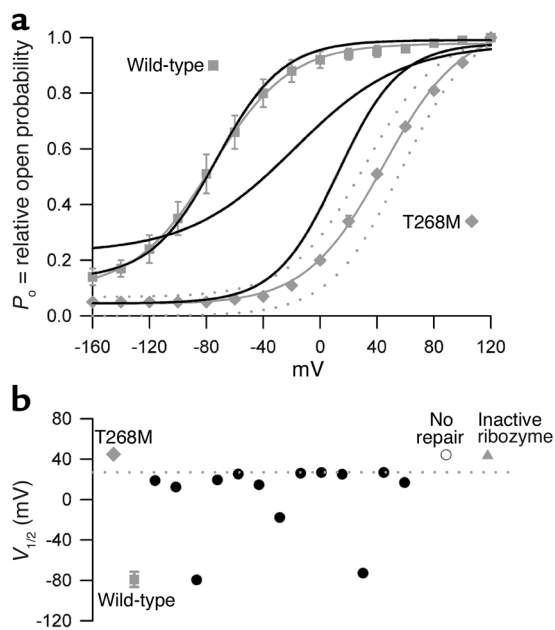 a
1.0
0.8
0.6
0.4
0.2
0.0
Po = relative open probability
Wild-type
T268M
-160 -120 -80 -40 0 40 80 120
mV
b
80
40
0
-40
-80
-120
V1/2 (mV)
T268M
Wild-type
No
repair
Inactive
ribozyme